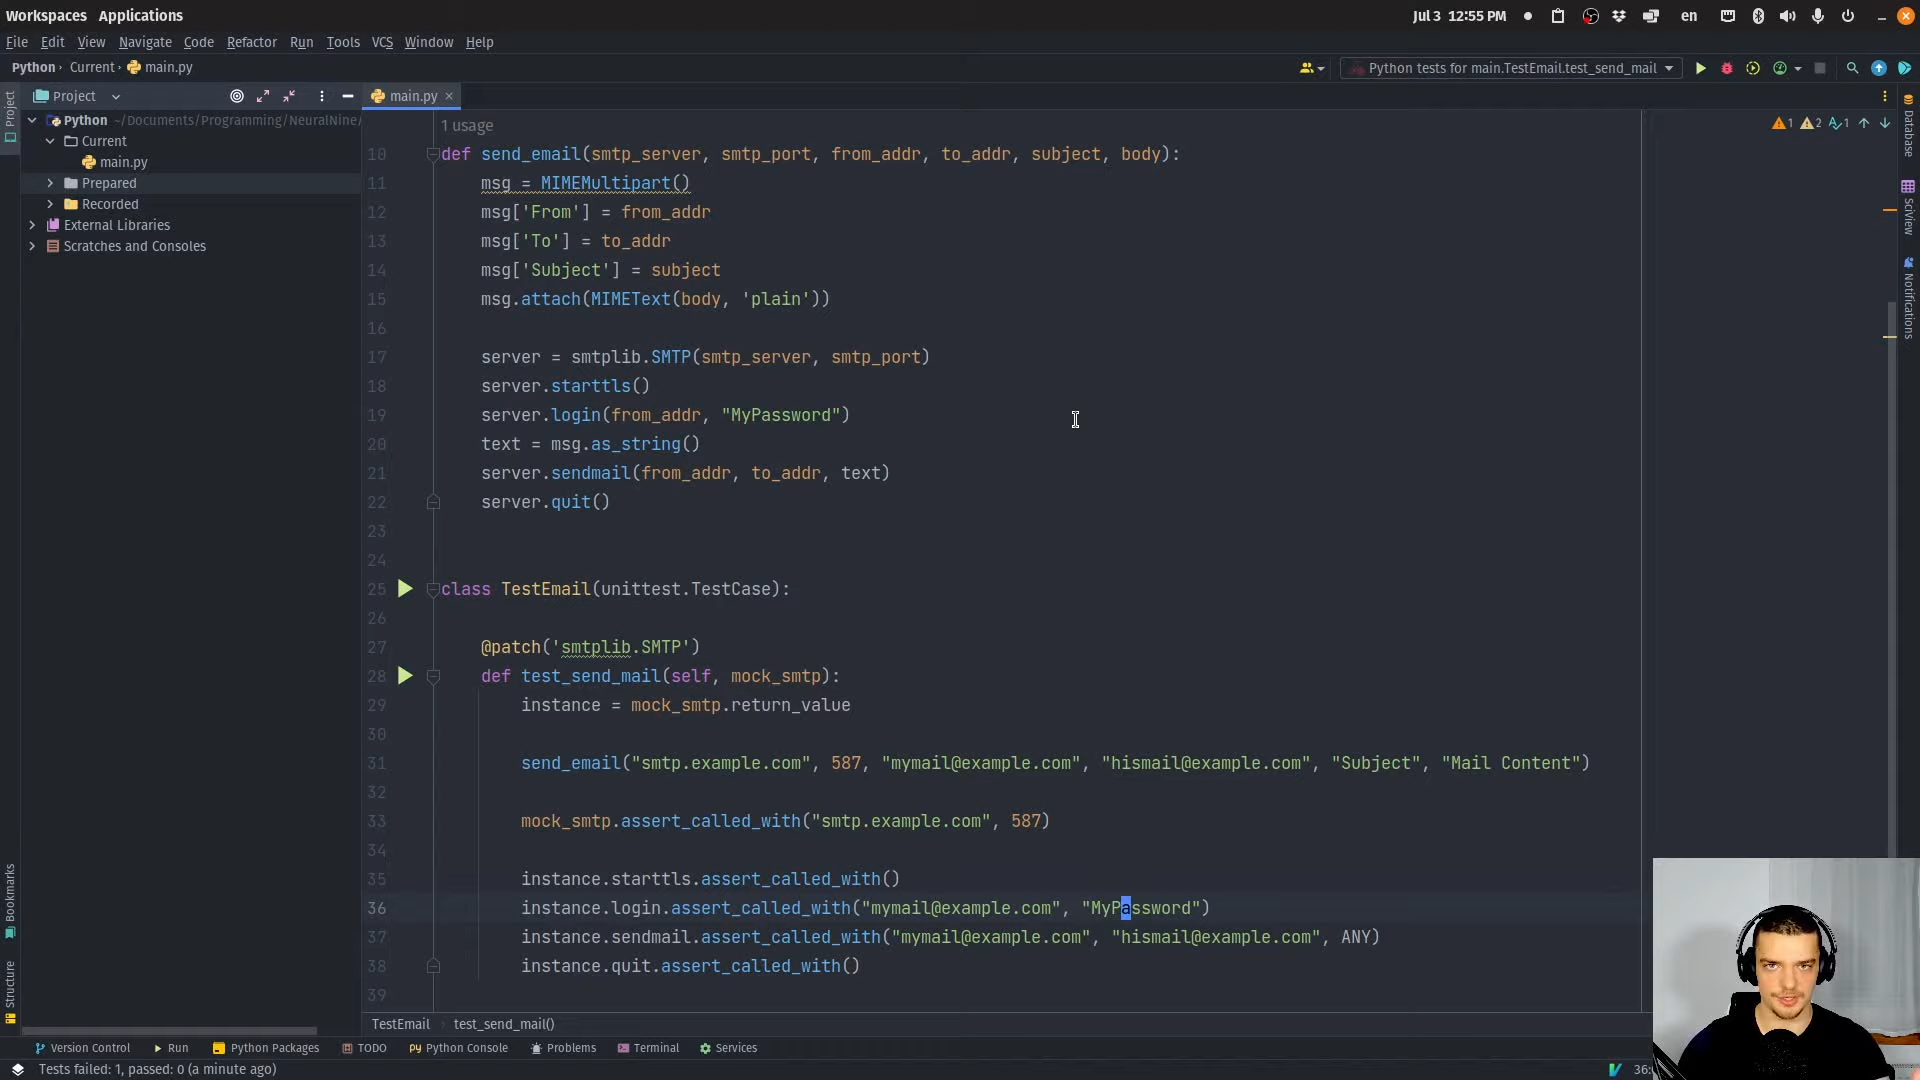 Workspaces Applications
Jul 3 12:55 PM
en
File Edit View Navigate Code Refactor Run Tools VCS Window Help
Python Current main.py
Python tests for main.TestEmail.test_send_mail
Project
main.py
Project
Python ~/Documents/Programming/NeuralNine/
Current
main.py
Prepared
Recorded
External Libraries
Scratches and Consoles
1 usage
1 2 1
10 def send_email(smtp_server, smtp_port, from_addr, to_addr, subject, body):
11 msg = MIMEMultipart()
12 msg['From'] = from_addr
13 msg['To'] = to_addr
14 msg['Subject'] = subject
15 msg.attach(MIMEText(body, 'plain'))
16
17 server = smtplib.SMTP(smtp_server, smtp_port)
18 server.starttls()
19 server.login(from_addr, "MyPassword")
20 text = msg.as_string()
21 server.sendmail(from_addr, to_addr, text)
22 server.quit()
23
24
25 class TestEmail(unittest.TestCase):
26
27 @patch('smtplib.SMTP')
28 def test_send_mail(self, mock_smtp):
29 instance = mock_smtp.return_value
30
31 send_email("smtp.example.com", 587, "mymail@example.com", "hismail@example.com", "Subject", "Mail Content")
32
33 mock_smtp.assert_called_with("smtp.example.com", 587)
34
35 instance.starttls.assert_called_with()
36 instance.login.assert_called_with("mymail@example.com", "MyPassword")
37 instance.sendmail.assert_called_with("mymail@example.com", "hismail@example.com", ANY)
38 instance.quit.assert_called_with()
39
Database
SciView
Notifications
Bookmarks
Structure
TestEmail test_send_mail()
Version Control Run Python Packages TODO Python Console Problems Terminal Services
Tests failed: 1, passed: 0 (a minute ago)